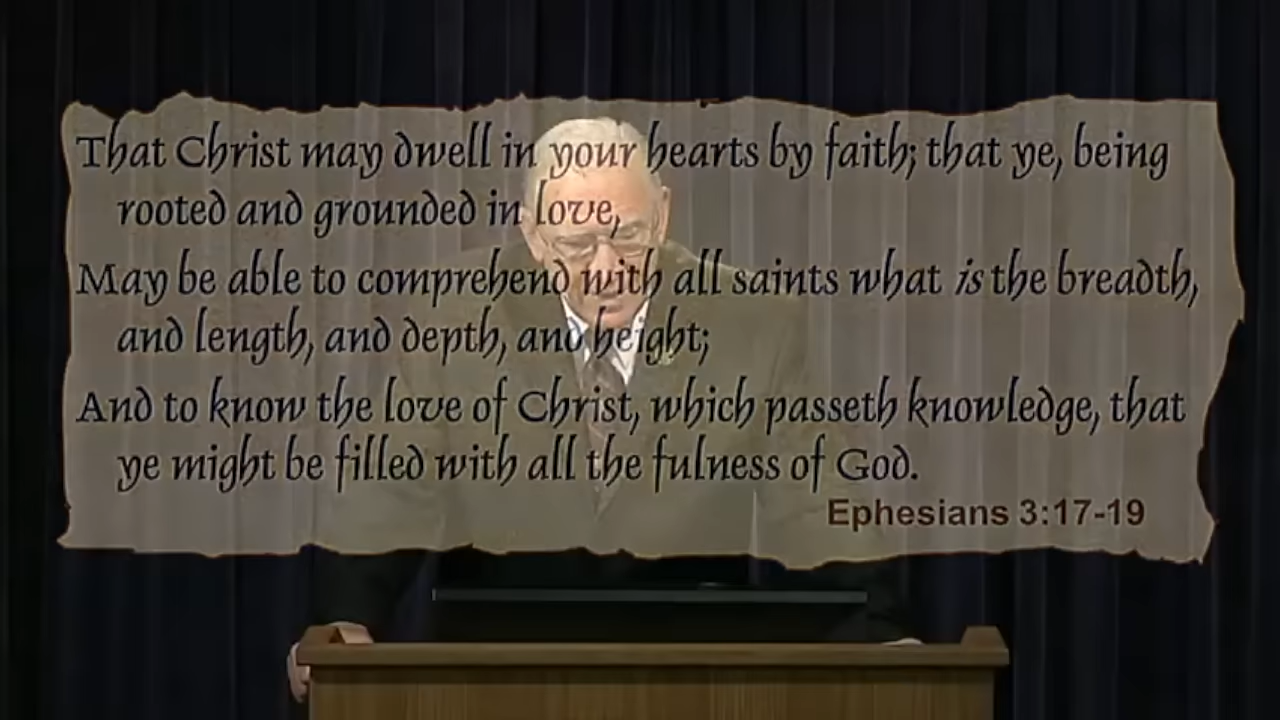 That Christ may dwell in your hearts by faith; that ye, being
rooted and grounded in love,
May be able to comprehend with all saints what is the breadth,
and length, and depth, and height;
And to know the love of Christ, which passeth knowledge, that
ye might be filled with all the fulness of God.
Ephesians 3:17-19